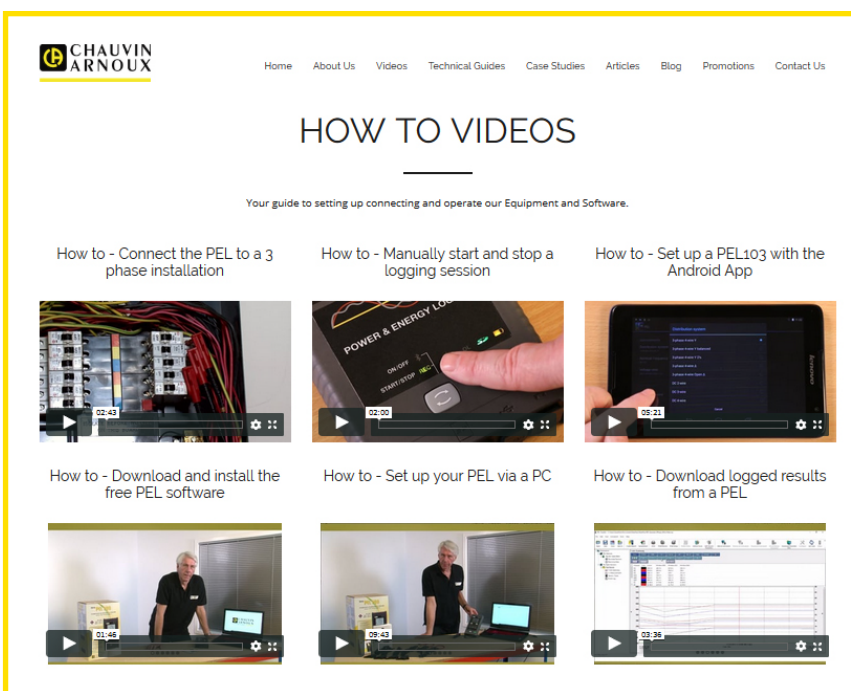 CHAUVIN
ARNOUX
Home About Us Videos Technical Guides Case Studies Articles Blog Promotions Contact Us
HOW TO VIDEOS
Your guide to setting up connecting and operate our Equipment and Software.
How to - Connect the PEL to a 3
phase installation
How to - Manually start and stop a
logging session
How to - Set up a PEL103 with the
Android App
POWER & ENERGY LOG
ON/OFF
START/STOP REC
Distribution system
lenovo
02:43
02:00
05:21
How to - Download and install the
free PEL software
How to - Set up your PEL via a PC
How to - Download logged results
from a PEL
01:46
09:43
03:36